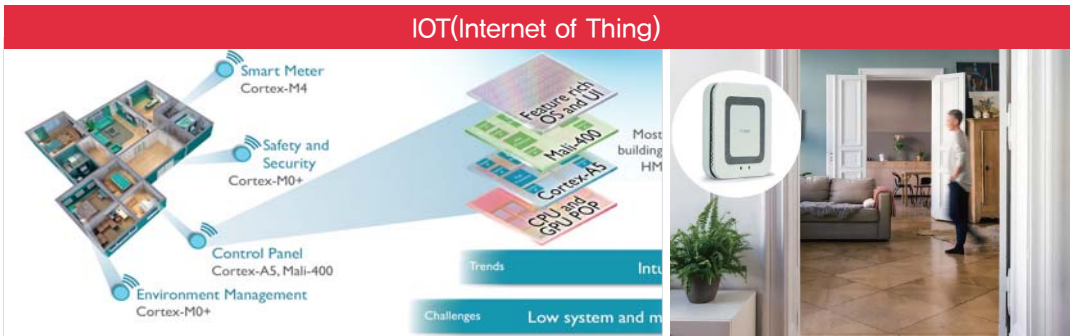 IOT(Internet of Thing)
Smart Meter
Cortex-M4
Safety and
Security
Cortex-M0+
Control Panel
Cortex-A5, Mali-400
Environment Management
Cortex-M0+
Feature rich
OS and UI
Mali-400
Cortex-A5
CPU and
GPU POP
Most
building
HM
Trends
Intu
Challenges
Low system and m